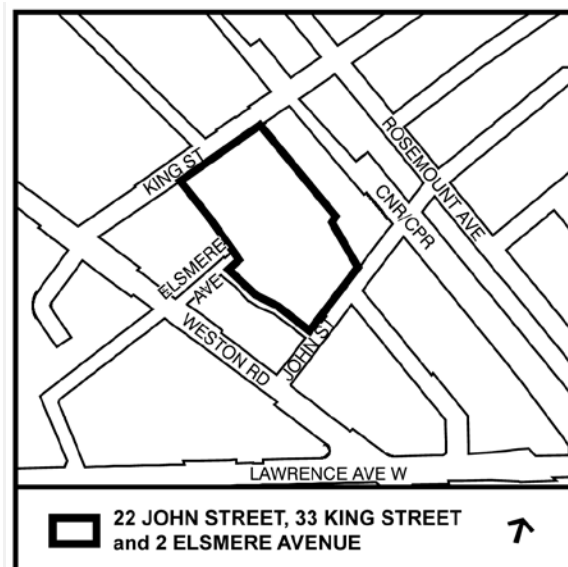 KING ST
ROSEMOUNT AVE
CNR/CPR
ELSMERE
AVE
WESTON RD
JOHN ST
LAWRENCE AVE W
22 JOHN STREET, 33 KING STREET
and 2 ELSMERE AVENUE